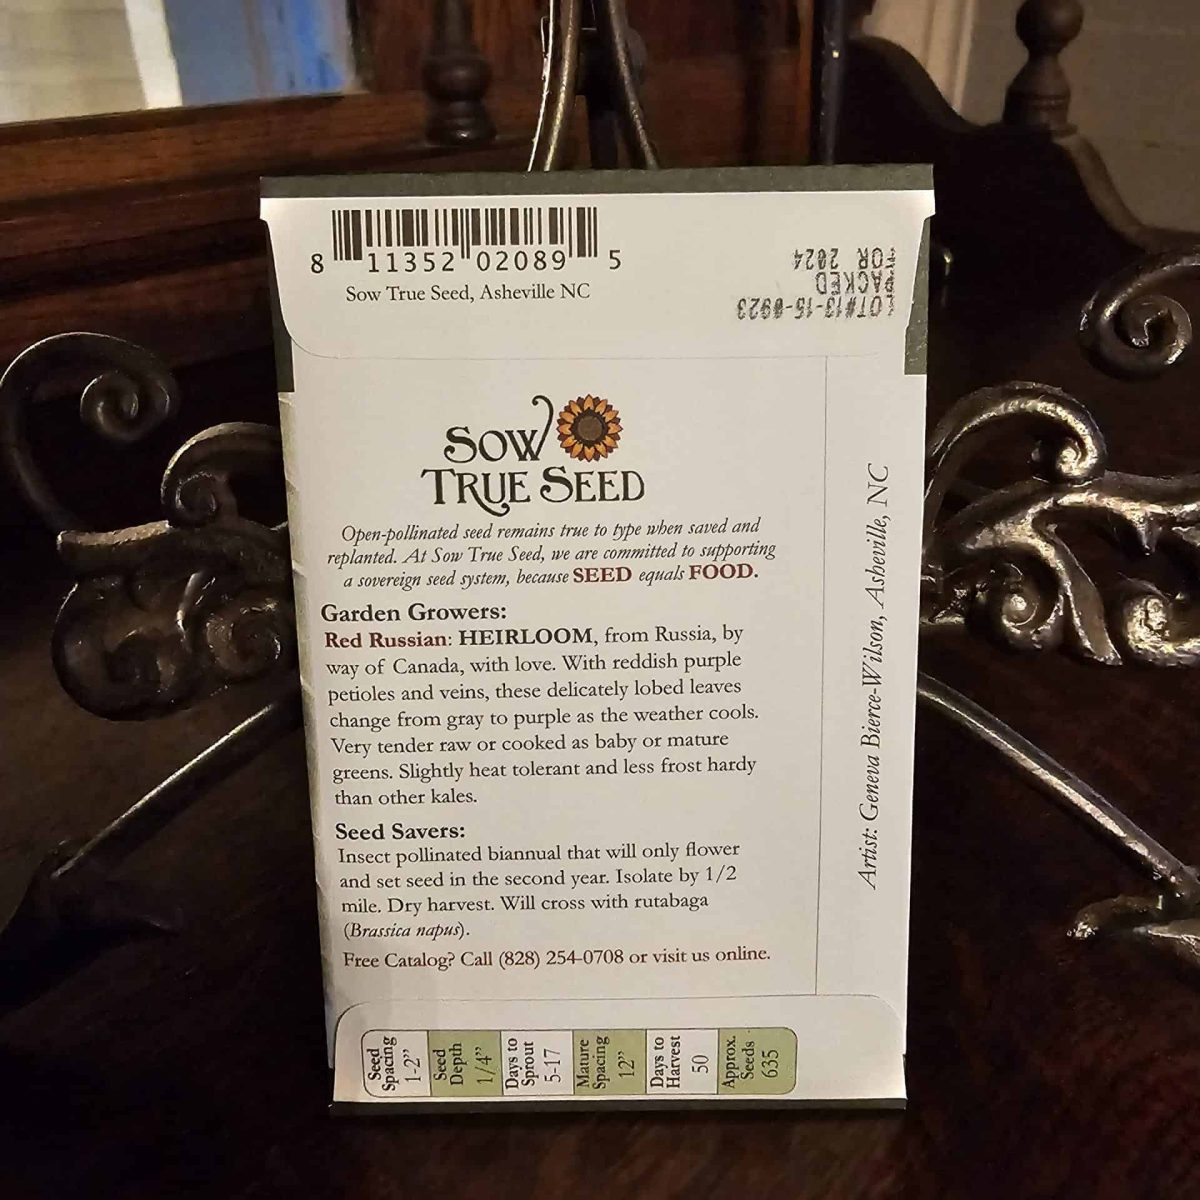 8 11352 02089 5
Sow True Seed, Asheville NC
LOT#13-15-0923
PACKED
FOR 2024
SOW
TRUE SEED
Open-pollinated seed remains true to type when saved and
replanted. At Sow True Seed, we are committed to supporting
a sovereign seed system, because SEED equals FOOD.
Garden Growers:
Red Russian: HEIRLOOM, from Russia, by
way of Canada, with love. With reddish purple
petioles and veins, these delicately lobed leaves
change from gray to purple as the weather cools.
Very tender raw or cooked as baby or mature
greens. Slightly heat tolerant and less frost hardy
than other kales.
Seed Savers:
Insect pollinated biannual that will only flower
and set seed in the second year. Isolate by 1/2
mile. Dry harvest. Will cross with rutabaga
(Brassica napus).
Free Catalog? Call (828) 254-0708 or visit us online.
Artist: Geneva Bierce-Wilson, Asheville, NC
Seed
Spacing
1-2"
Seed
Depth
1/4"
Days to
Sprout
5-17
Mature
Spacing
12"
Days to
Harvest
50
Approx.
Seeds
635